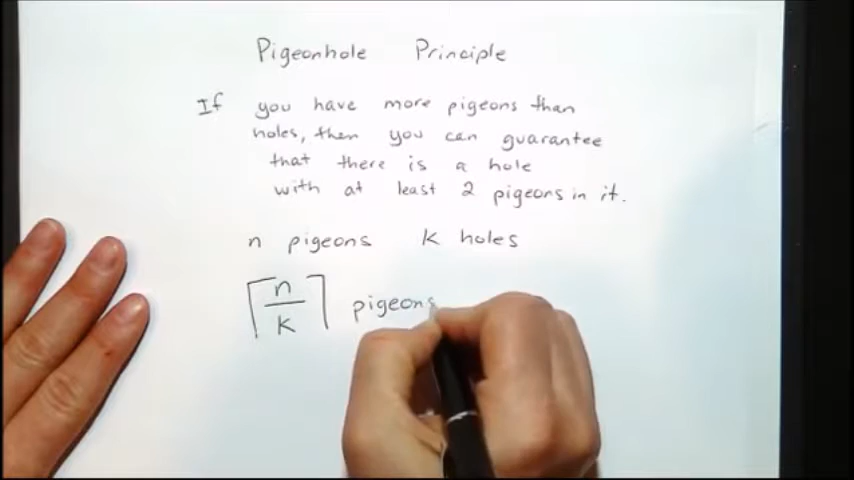 Pigeonhole Principle
If you have more pigeons than
holes, then you can guarantee
that there is a hole
with at least 2 pigeons in it.
n pigeons k holes
⌈n/k⌉ pigeons